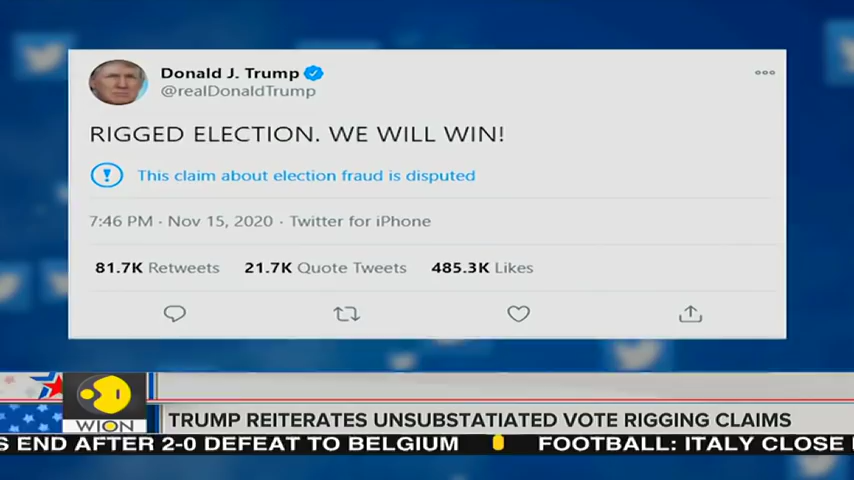 Donald J. Trump
@realDonaldTrump
RIGGED ELECTION. WE WILL WIN!
This claim about election fraud is disputed
7:46 PM · Nov 15, 2020 · Twitter for iPhone
81.7K Retweets 21.7K Quote Tweets 485.3K Likes
WION
TRUMP REITERATES UNSUBSTATIATED VOTE RIGGING CLAIMS
S END AFTER 2-0 DEFEAT TO BELGIUM FOOTBALL: ITALY CLOSE